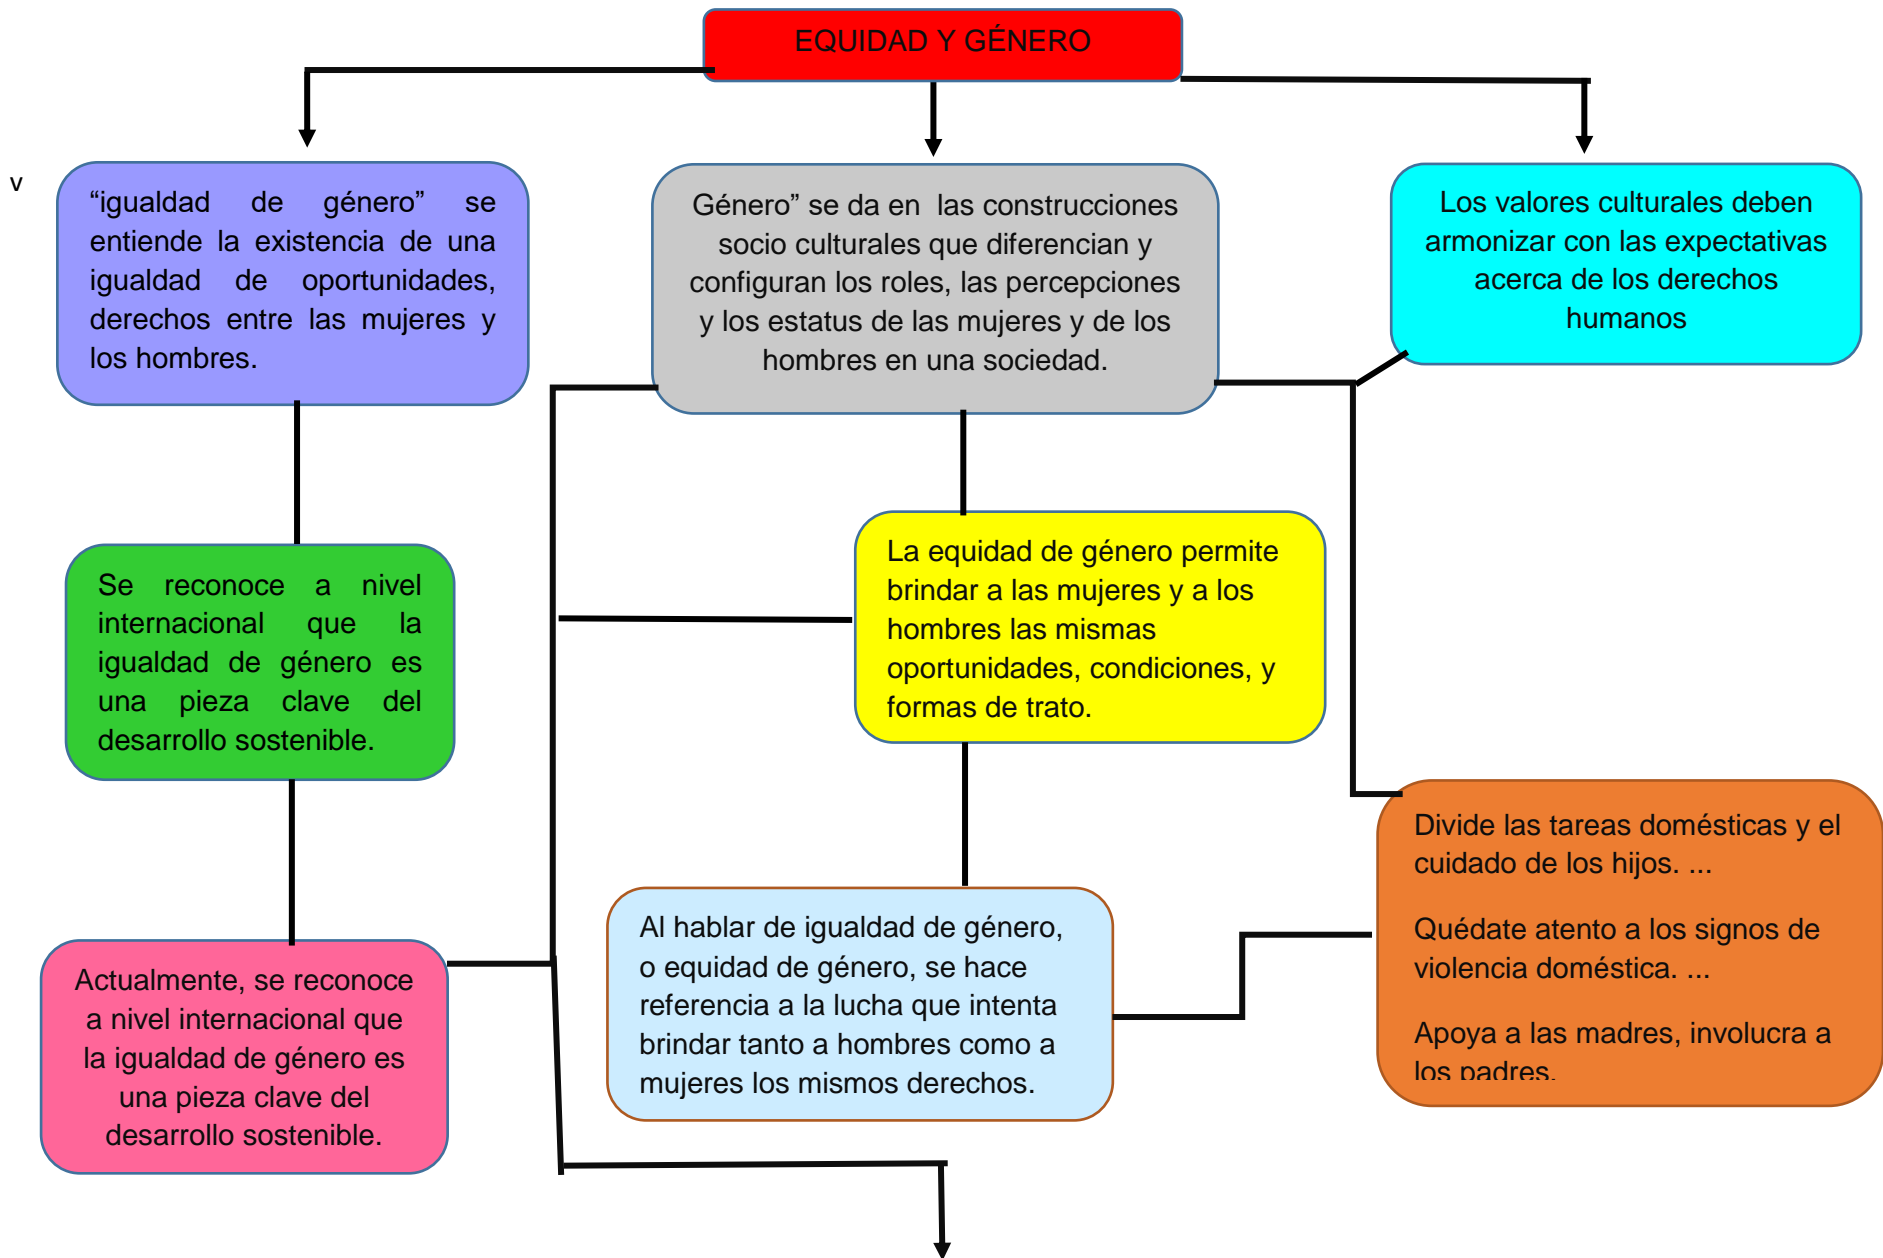 EQUIDAD Y GÉNERO
v
“igualdad de género” se
entiende la existencia de una
igualdad de oportunidades,
derechos entre las mujeres y
los hombres.
Género” se da en las construcciones
socio culturales que diferencian y
configuran los roles, las percepciones
y los estatus de las mujeres y de los
hombres en una sociedad.
Los valores culturales deben
armonizar con las expectativas
acerca de los derechos
humanos
Se reconoce a nivel
internacional que la
igualdad de género es
una pieza clave del
desarrollo sostenible.
La equidad de género permite
brindar a las mujeres y a los
hombres las mismas
oportunidades, condiciones, y
formas de trato.
Actualmente, se reconoce
a nivel internacional que
la igualdad de género es
una pieza clave del
desarrollo sostenible.
Al hablar de igualdad de género,
o equidad de género, se hace
referencia a la lucha que intenta
brindar tanto a hombres como a
mujeres los mismos derechos.
Divide las tareas domésticas y el
cuidado de los hijos. ...
Quédate atento a los signos de
violencia doméstica. ...
Apoya a las madres, involucra a
los padres.